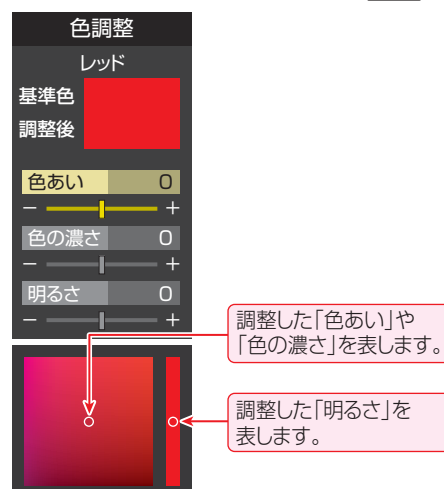 色調整
レッド
基準色
調整後
色あい 0
− +
色の濃さ 0
− +
明るさ 0
− +
調整した「色あい」や
「色の濃さ」を表します。
調整した「明るさ」を
表します。